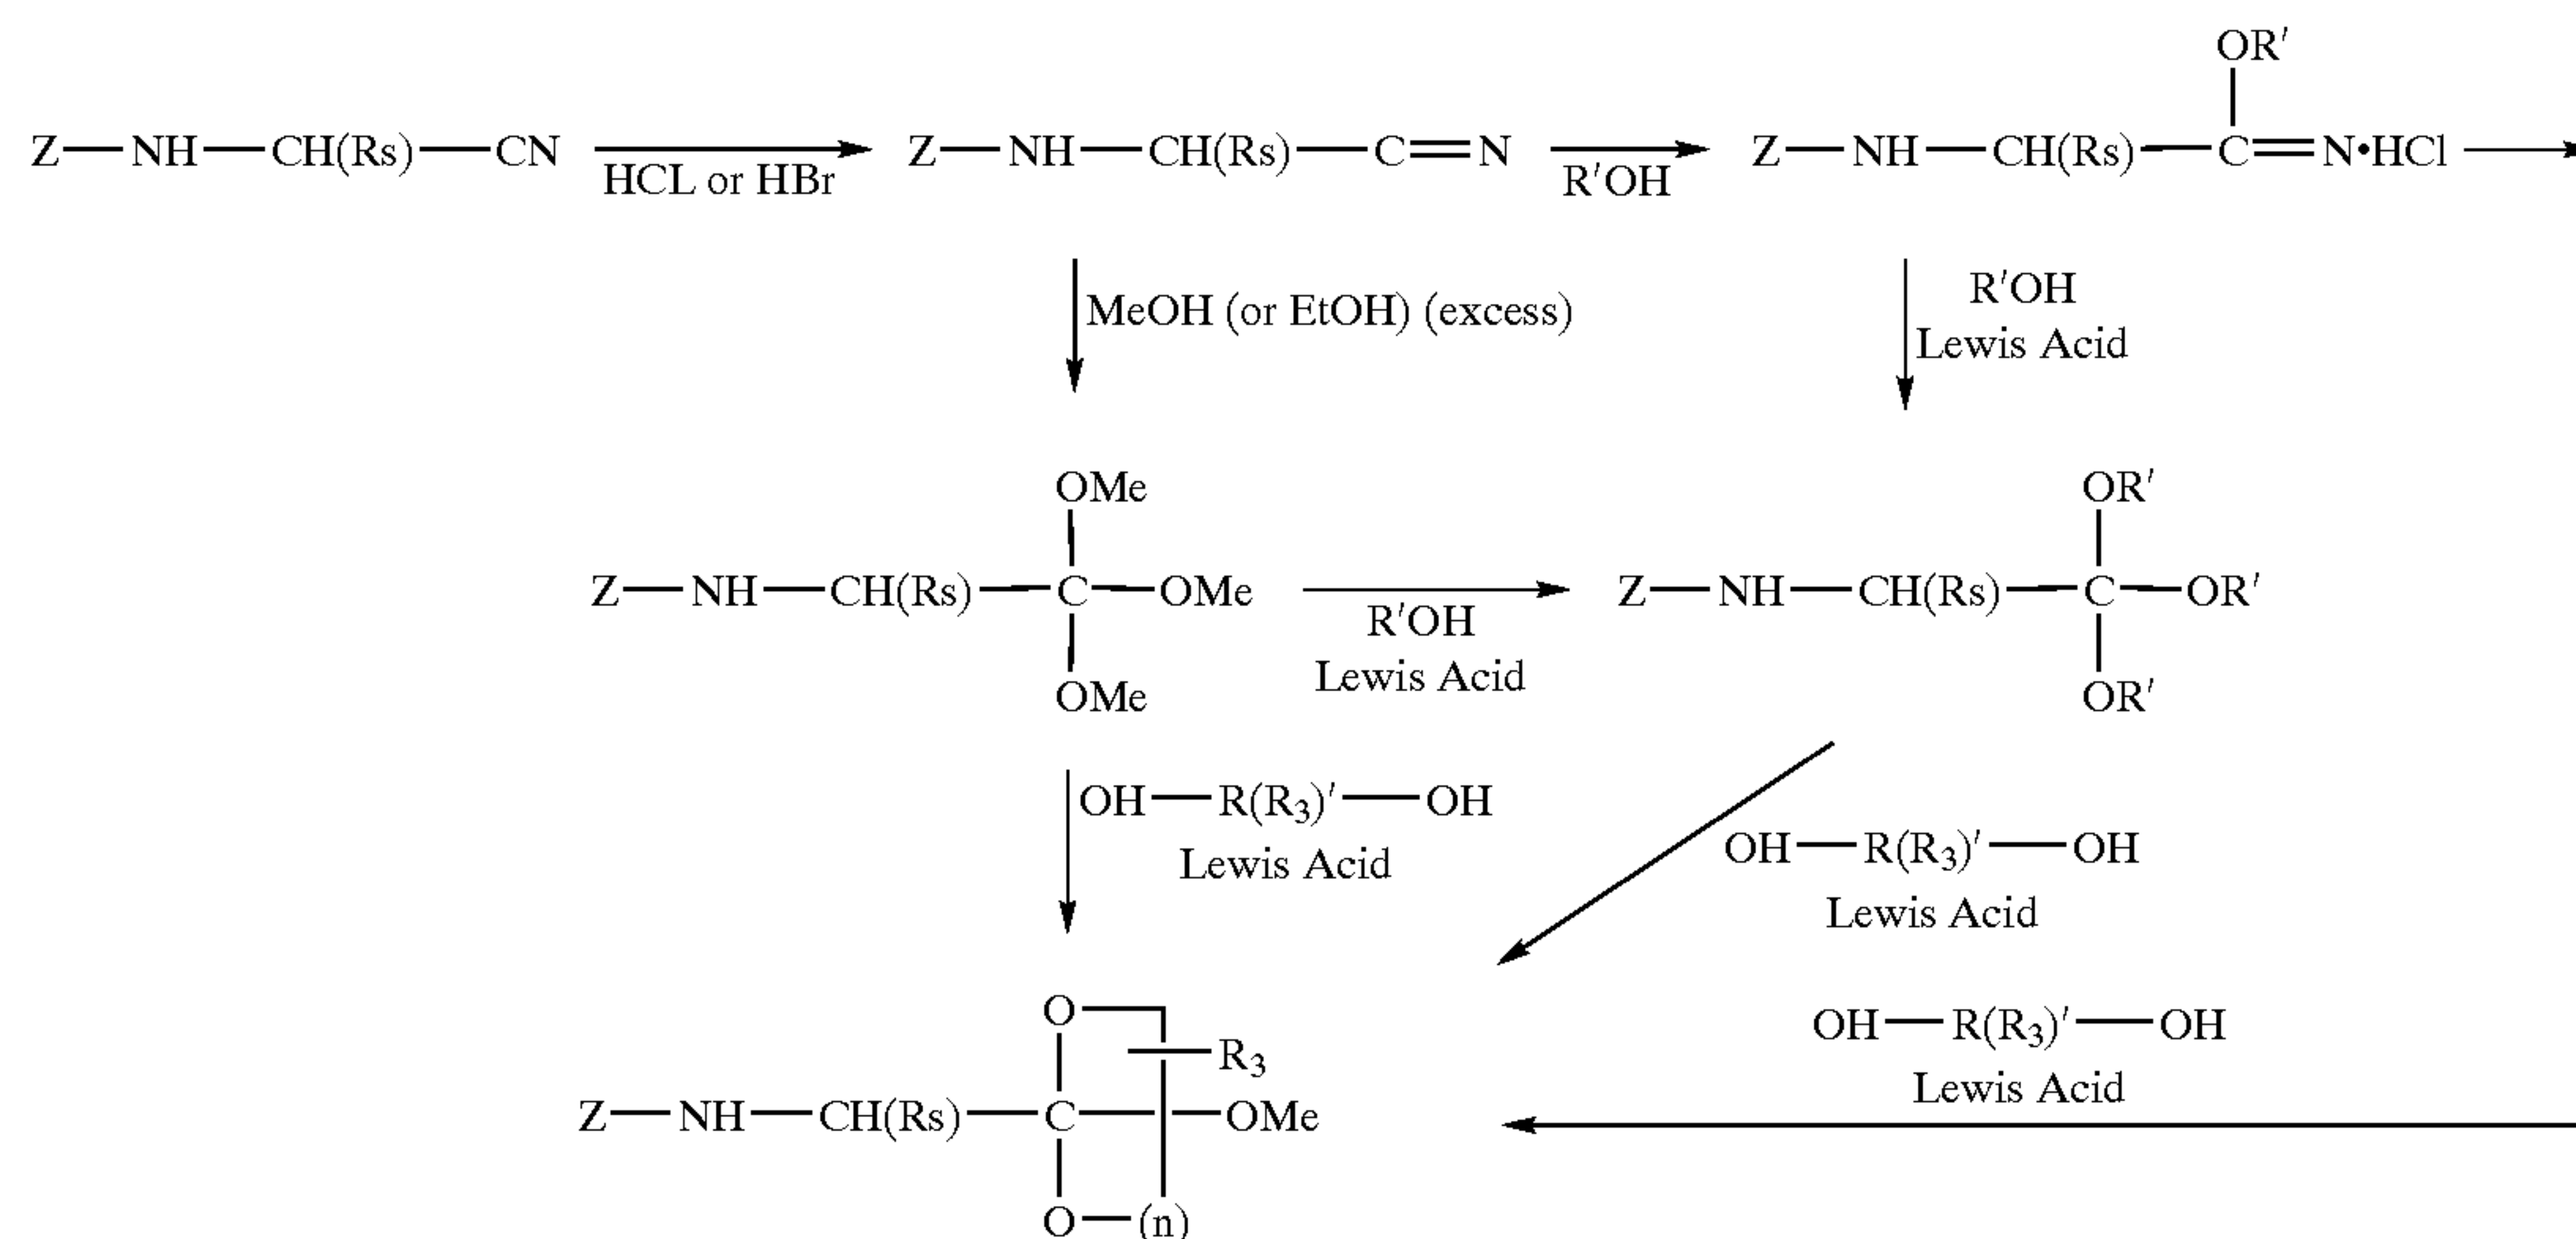 OR′
Z—NH—CH(Rs)—CN HCL or HBr Z—NH—CH(Rs)—C=N R′OH Z—NH—CH(Rs)—C=N•HCl
MeOH (or EtOH) (excess)
R′OH
Lewis Acid
OMe OR′
Z—NH—CH(Rs)—C—OMe R′OH Z—NH—CH(Rs)—C—OR′
Lewis Acid
OMe OR′
OH—R(R₃)′—OH
Lewis Acid
OH—R(R₃)′—OH
Lewis Acid
O
R₃
OH—R(R₃)′—OH
Lewis Acid
Z—NH—CH(Rs)—C—OMe
O—(n)